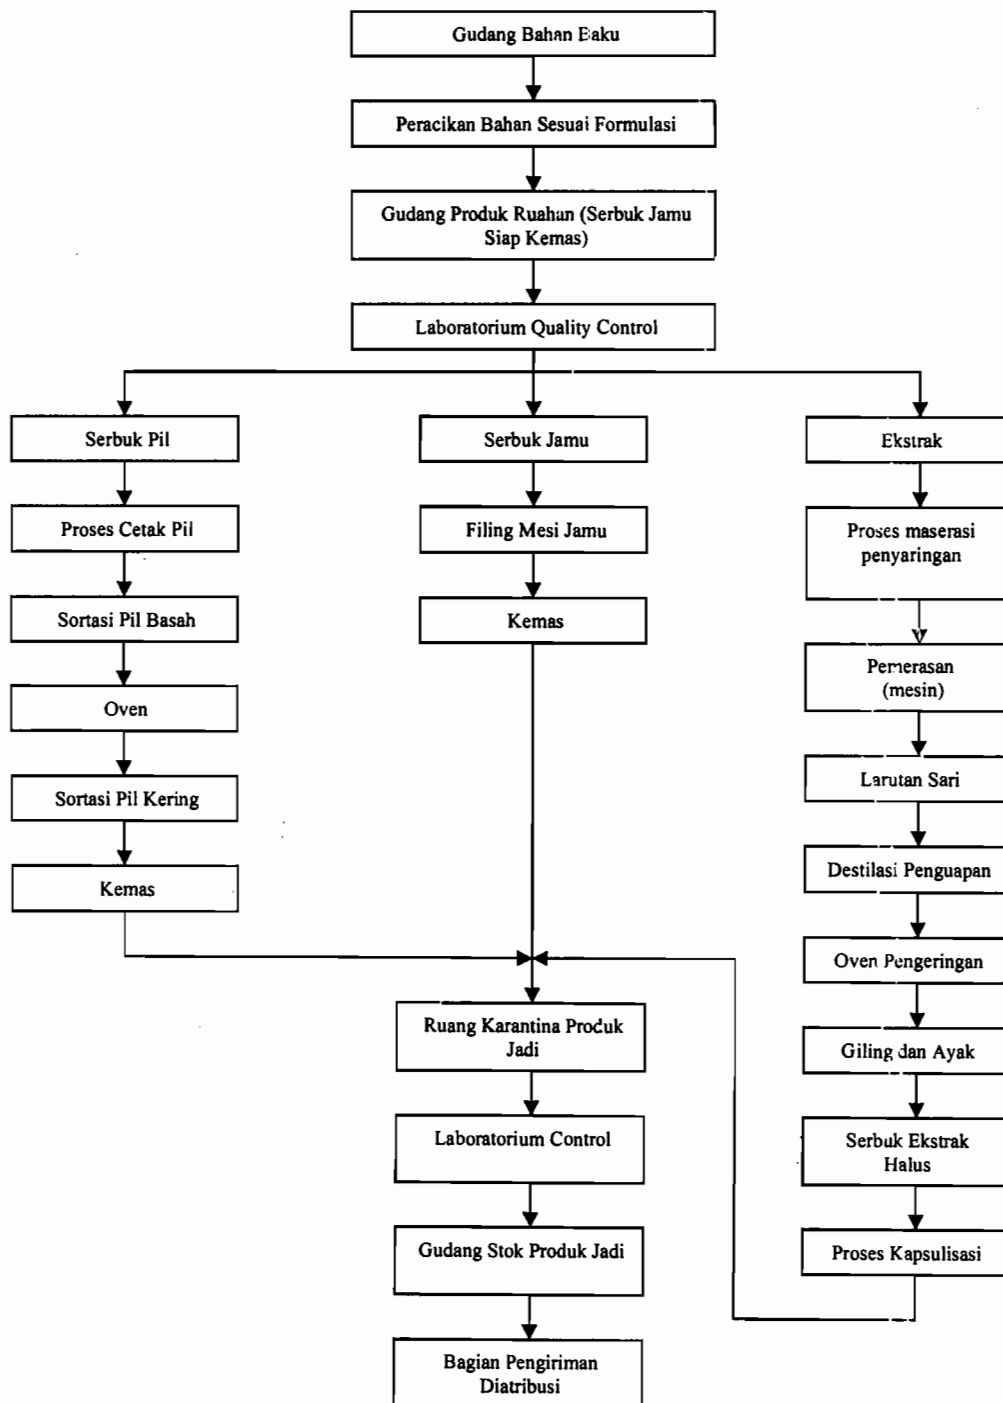 Gudang Bahan Baku
Peracikan Bahan Sesuai Formulasi
Gudang Produk Ruahan (Serbuk Jamu
Siap Kemas)
Laboratorium Quality Control
Serbuk Pil
Proses Cetak Pil
Sortasi Pil Basah
Oven
Sortasi Pil Kering
Kemas
Serbuk Jamu
Filing Mesi Jamu
Kemas
Ekstrak
Proses maserasi
penyaringan
Pemerasan
(mesin)
Larutan Sari
Destilasi Penguapan
Oven Pengeringan
Giling dan Ayak
Serbuk Ekstrak
Halus
Proses Kapsulisasi
Ruang Karantina Produk
Jadi
Laboratorium Control
Gudang Stok Produk Jadi
Bagian Pengiriman
Diatribusi